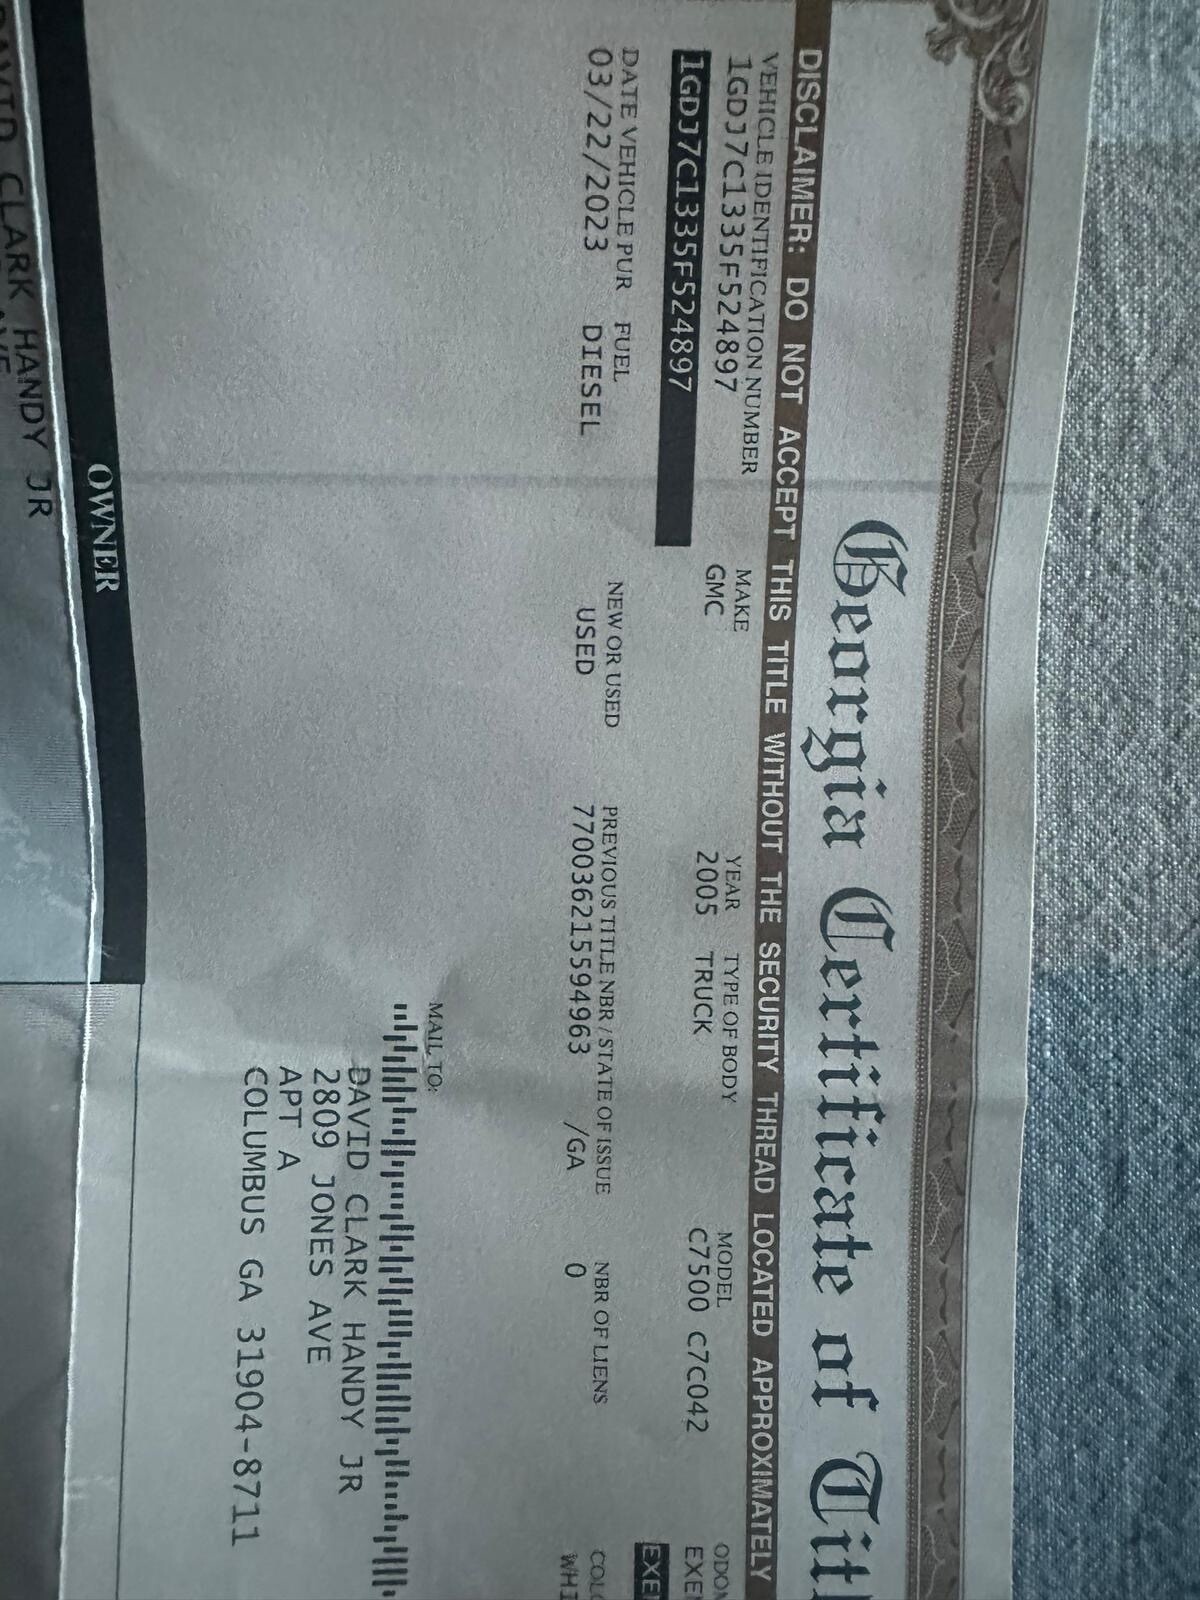 Georgia Certificate of
DISCLAIMER: DO NOT ACCEPT THIS TITLE WITHOUT THE SECURITY THREAD LOCATED APPROXIMATELY
VEHICLE IDENTIFICATION NUMBER MAKE YEAR TYPE OF BODY MODEL
1GDJ7C1335F524897 GMC 2005 TRUCK C7500 C7C042
1GDJ7C1335F524897
DATE VEHICLE PUR FUEL NEW OR USED PREVIOUS TITLE NBR / STATE OF ISSUE NBR OF LIENS
03/22/2023 DIESEL USED 770036215594963 /GA 0
MAIL TO:
DAVID CLARK HANDY JR
2809 JONES AVE
APT A
COLUMBUS GA 31904-8711
OWNER
DAVID CLARK HANDY JR